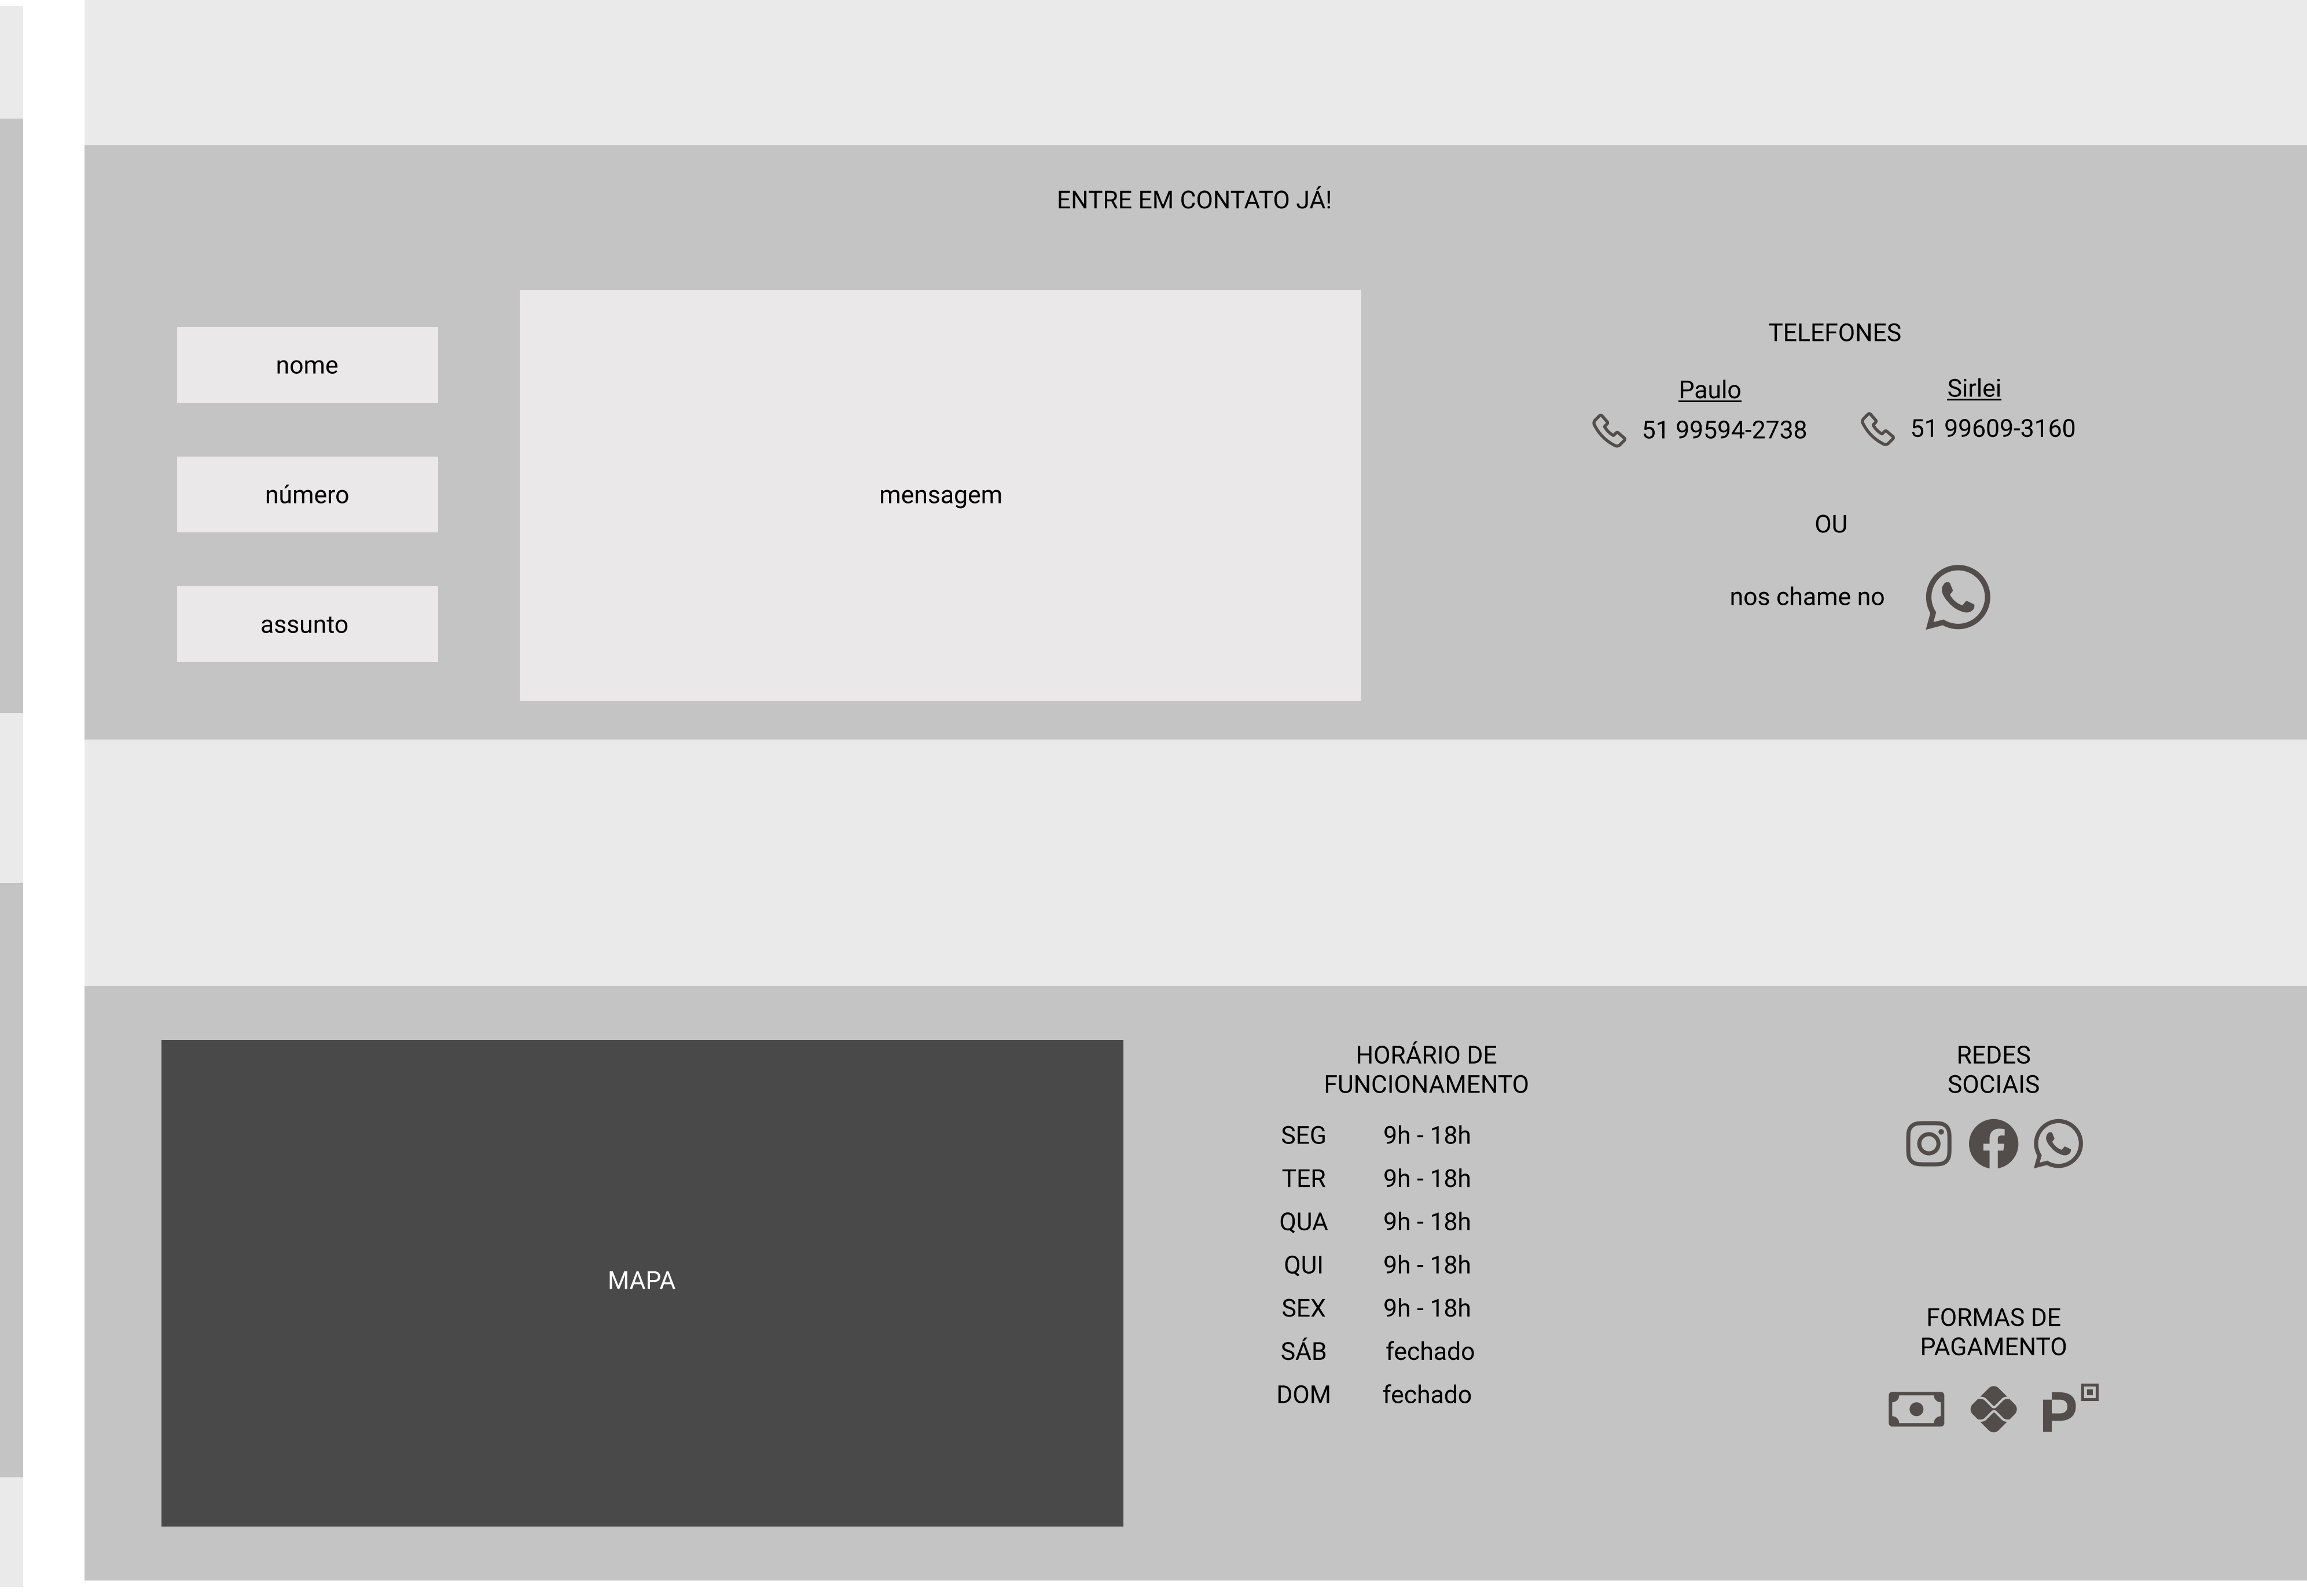 ENTRE EM CONTATO JÁ!
nome
número
assunto
mensagem
TELEFONES
Paulo
51 99594-2738
Sirlei
51 99609-3160
OU
nos chame no
MAPA
HORÁRIO DE
FUNCIONAMENTO
SEG 9h - 18h
TER 9h - 18h
QUA 9h - 18h
QUI 9h - 18h
SEX 9h - 18h
SÁB fechado
DOM fechado
REDES
SOCIAIS
FORMAS DE
PAGAMENTO